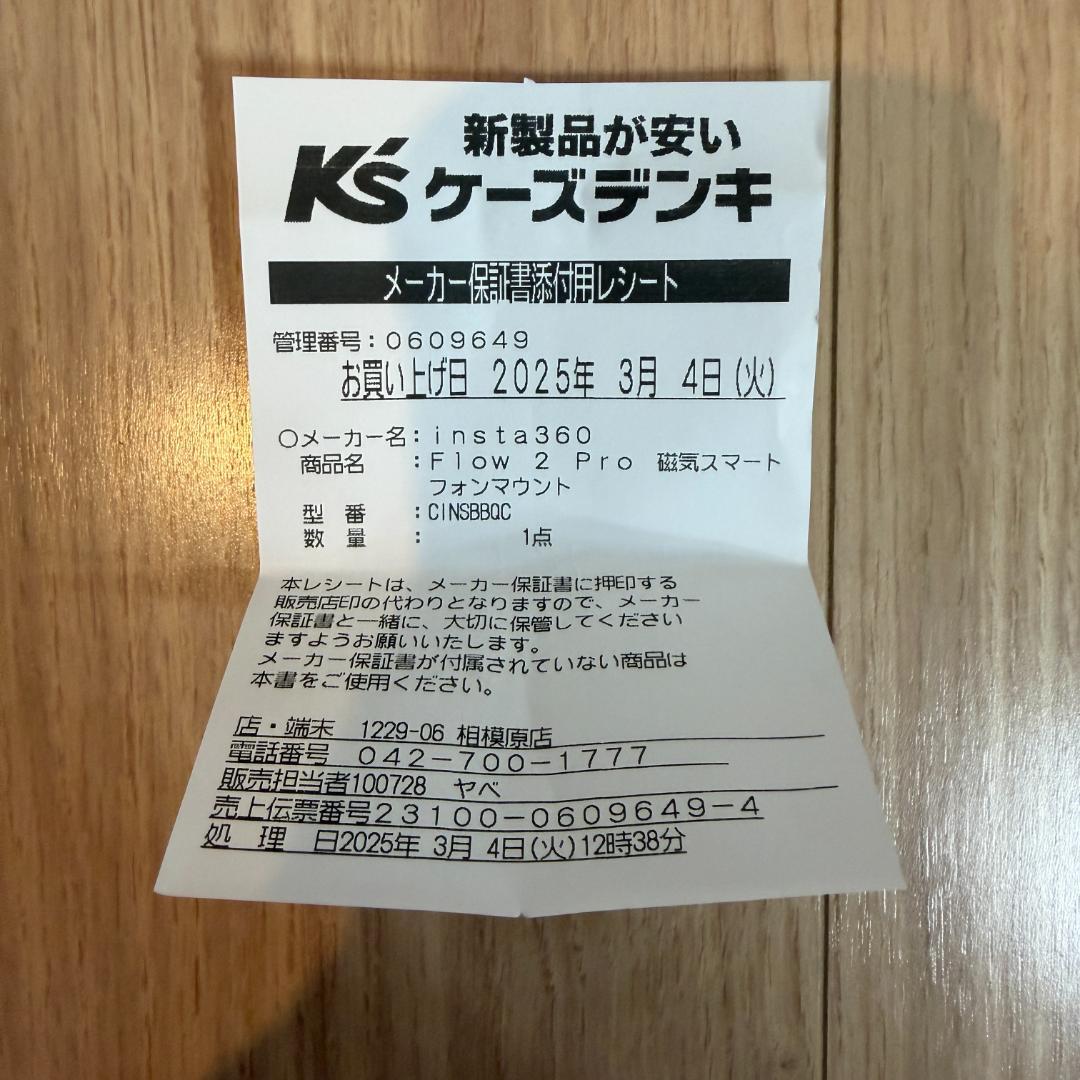 新製品が安い
K's ケーズデンキ
メーカー保証書添付用レシート
管理番号:0609649
お買い上げ日 2025年 3月 4日(火)
○メーカー名:insta360
商品名 :Flow 2 Pro 磁気スマート
フォンマウント
型 番 :CINSBBQC
数 量 : 1点
本レシートは、メーカー保証書に押印する
販売店印の代わりとなりますので、メーカー
保証書と一緒に、大切に保管してください
ますようお願いいたします。
メーカー保証書が付属されていない商品は
本書をご使用ください。
店・端末 1229-06 相模原店
電話番号 042-700-1777
販売担当者100728 ヤベ
売上伝票番号23100-0609649-4
処 理 日2025年 3月 4日(火)12時38分